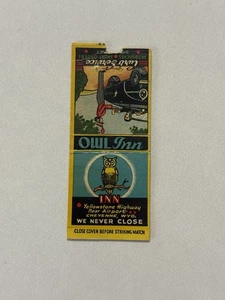 Curb Service
OWL Inn
INN
Yellowstone Highway
Near Airport
CHEYENNE, WYO.
WE NEVER CLOSE
CLOSE COVER BEFORE STRIKING MATCH